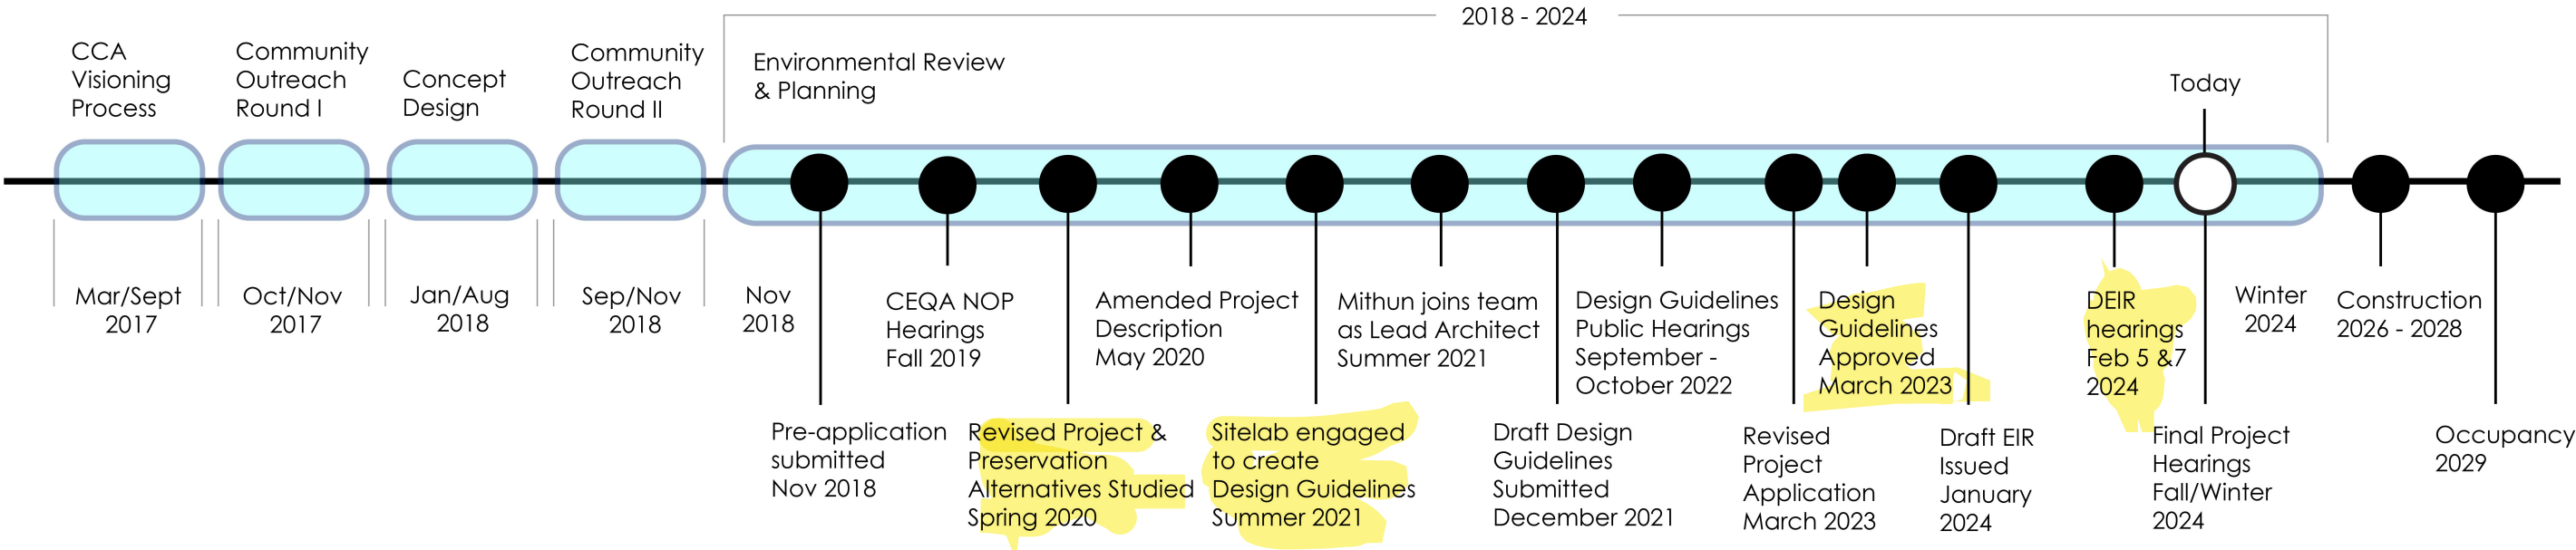 2018 - 2024
CCA
Visioning
Process
Community
Outreach
Round I
Concept
Design
Community
Outreach
Round II
Environmental Review
& Planning
Today
Mar/Sept
2017
Oct/Nov
2017
Jan/Aug
2018
Sep/Nov
2018
Nov
2018
Pre-application
submitted
Nov 2018
CEQA NOP
Hearings
Fall 2019
Revised Project &
Preservation
Alternatives Studied
Spring 2020
Amended Project
Description
May 2020
Sitelab engaged
to create
Design Guidelines
Summer 2021
Mithun joins team
as Lead Architect
Summer 2021
Draft Design
Guidelines
Submitted
December 2021
Design Guidelines
Public Hearings
September -
October 2022
Revised
Project
Application
March 2023
Design
Guidelines
Approved
March 2023
Draft EIR
Issued
January
2024
DEIR
hearings
Feb 5 &7
2024
Final Project
Hearings
Fall/Winter
2024
Winter
2024
Construction
2026 - 2028
Occupancy
2029